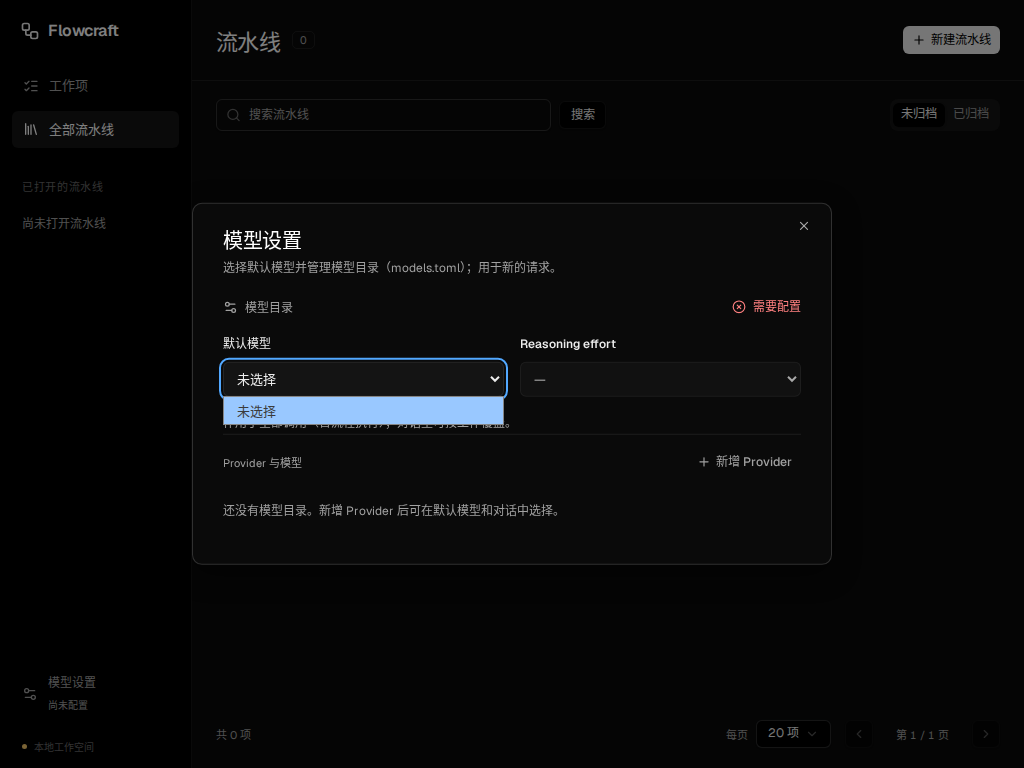 Flowcraft
工作项
全部流水线
已打开的流水线
尚未打开流水线
模型设置
尚未配置
本地工作空间
流水线 0
新建流水线
搜索流水线
搜索
未归档 已归档
模型设置
选择默认模型并管理模型目录（models.toml）；用于新的请求。
模型目录
需要配置
默认模型
Reasoning effort
未选择
—
未选择
Provider 与模型
新增 Provider
还没有模型目录。新增 Provider 后可在默认模型和对话中选择。
共 0 项
每页 20 项
第 1 / 1 页